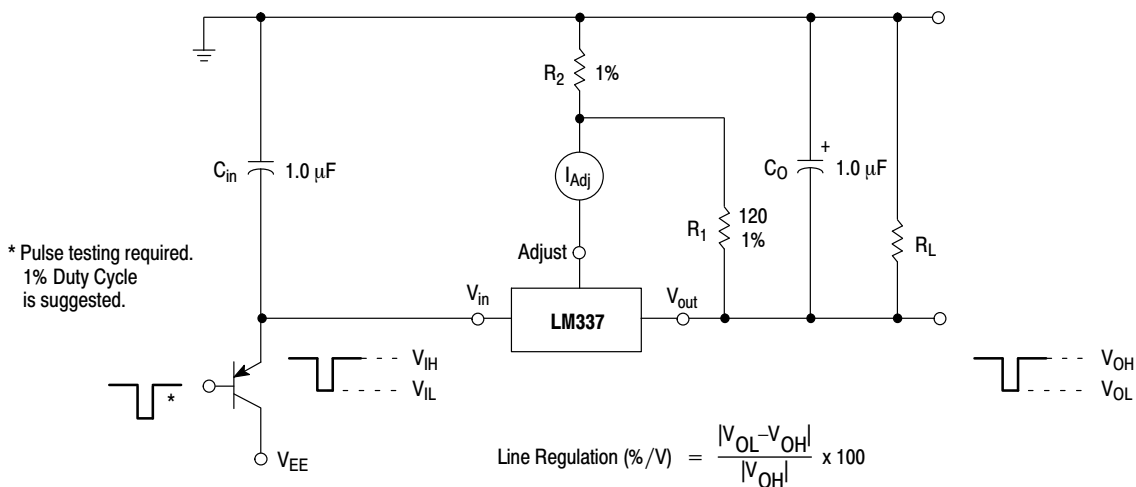 R2
1%
Cin
1.0 μF
IAdj
+
CO
1.0 μF
120
R1
1%
RL
* Pulse testing required.
1% Duty Cycle
is suggested.
Adjust
Vin
LM337
Vout
VIH
VIL
*
VEE
VOH
VOL
Line Regulation (%/V) = |VOL–VOH| / |VOH| x 100